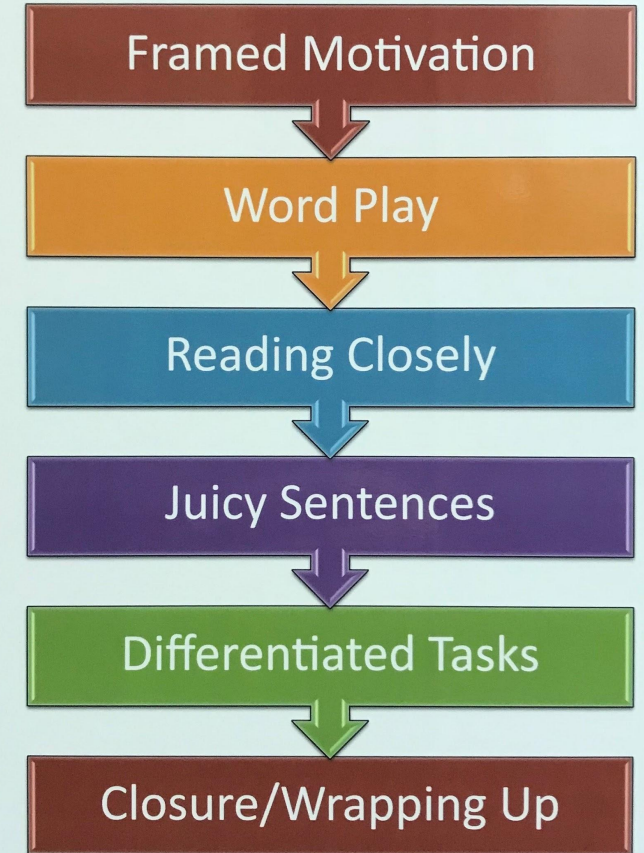 Framed Motivation
Word Play
Reading Closely
Juicy Sentences
Differentiated Tasks
Closure/Wrapping Up